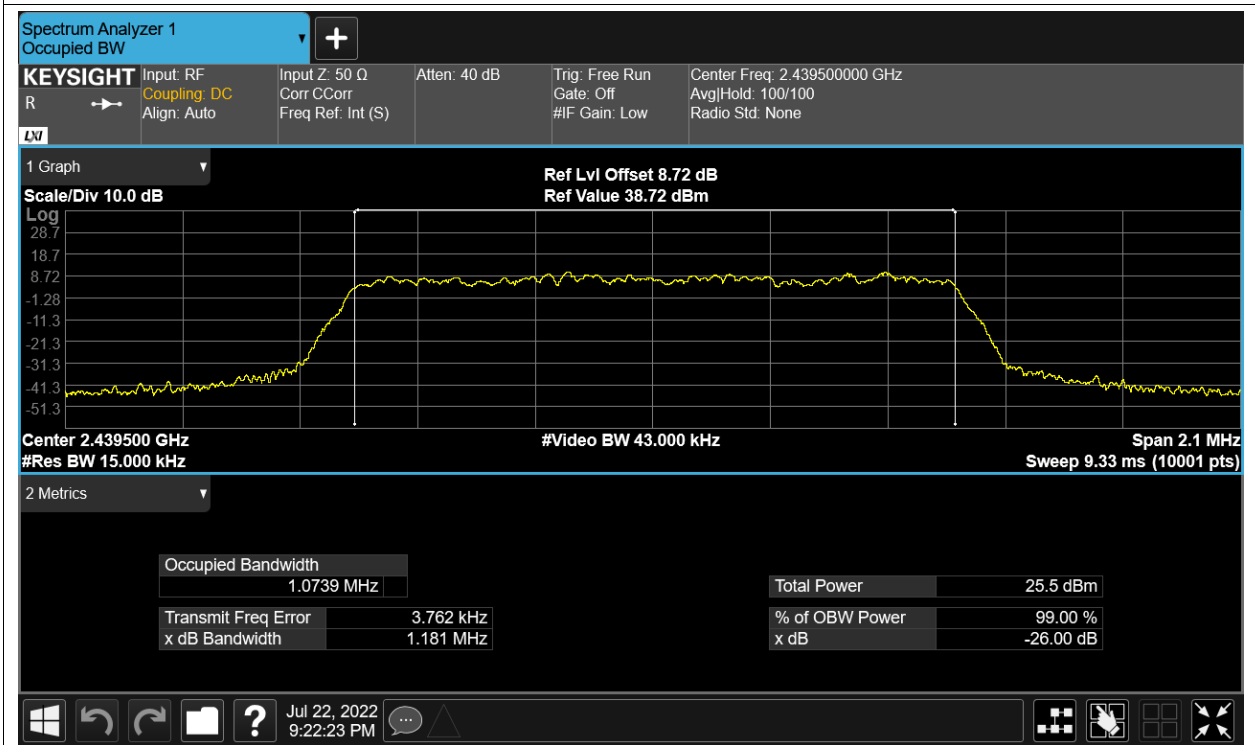 Spectrum Analyzer 1
Occupied BW
KEYSIGHT
R
LXI
Input: RF
Coupling: DC
Align: Auto
Input Z: 50 Ω
Corr CCorr
Freq Ref: Int (S)
Atten: 40 dB
Trig: Free Run
Gate: Off
#IF Gain: Low
Center Freq: 2.439500000 GHz
Avg|Hold: 100/100
Radio Std: None
1 Graph
Scale/Div 10.0 dB
Ref Lvl Offset 8.72 dB
Ref Value 38.72 dBm
Log
28.7
18.7
8.72
-1.28
-11.3
-21.3
-31.3
-41.3
-51.3
Center 2.439500 GHz
#Res BW 15.000 kHz
#Video BW 43.000 kHz
Span 2.1 MHz
Sweep 9.33 ms (10001 pts)
2 Metrics
Occupied Bandwidth
1.0739 MHz
Transmit Freq Error 3.762 kHz
x dB Bandwidth 1.181 MHz
Total Power 25.5 dBm
% of OBW Power 99.00 %
x dB -26.00 dB
?
Jul 22, 2022
9:22:23 PM